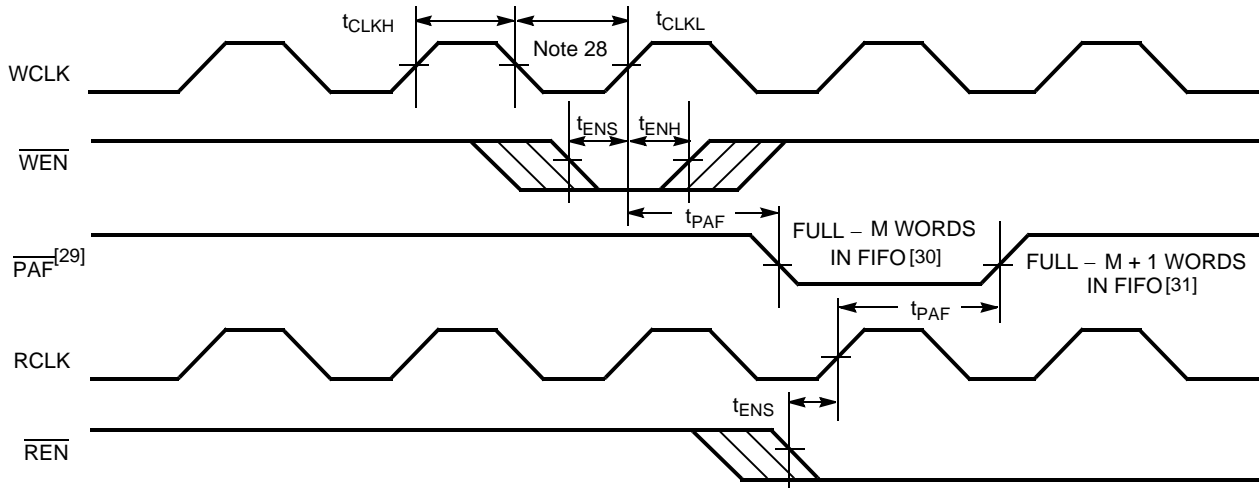 tCLKH
tCLKL
Note 28
WCLK
tENS
tENH
WEN
tPAF
FULL – M WORDS
IN FIFO[30]
PAF[29]
FULL – M + 1 WORDS
IN FIFO[31]
tPAF
RCLK
tENS
REN